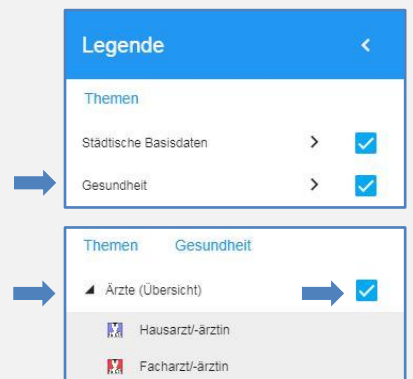 Legende
Themen
Städtische Basisdaten
Gesundheit
Themen Gesundheit
Ärzte (Übersicht)
Hausarzt/-ärztin
Facharzt/-ärztin